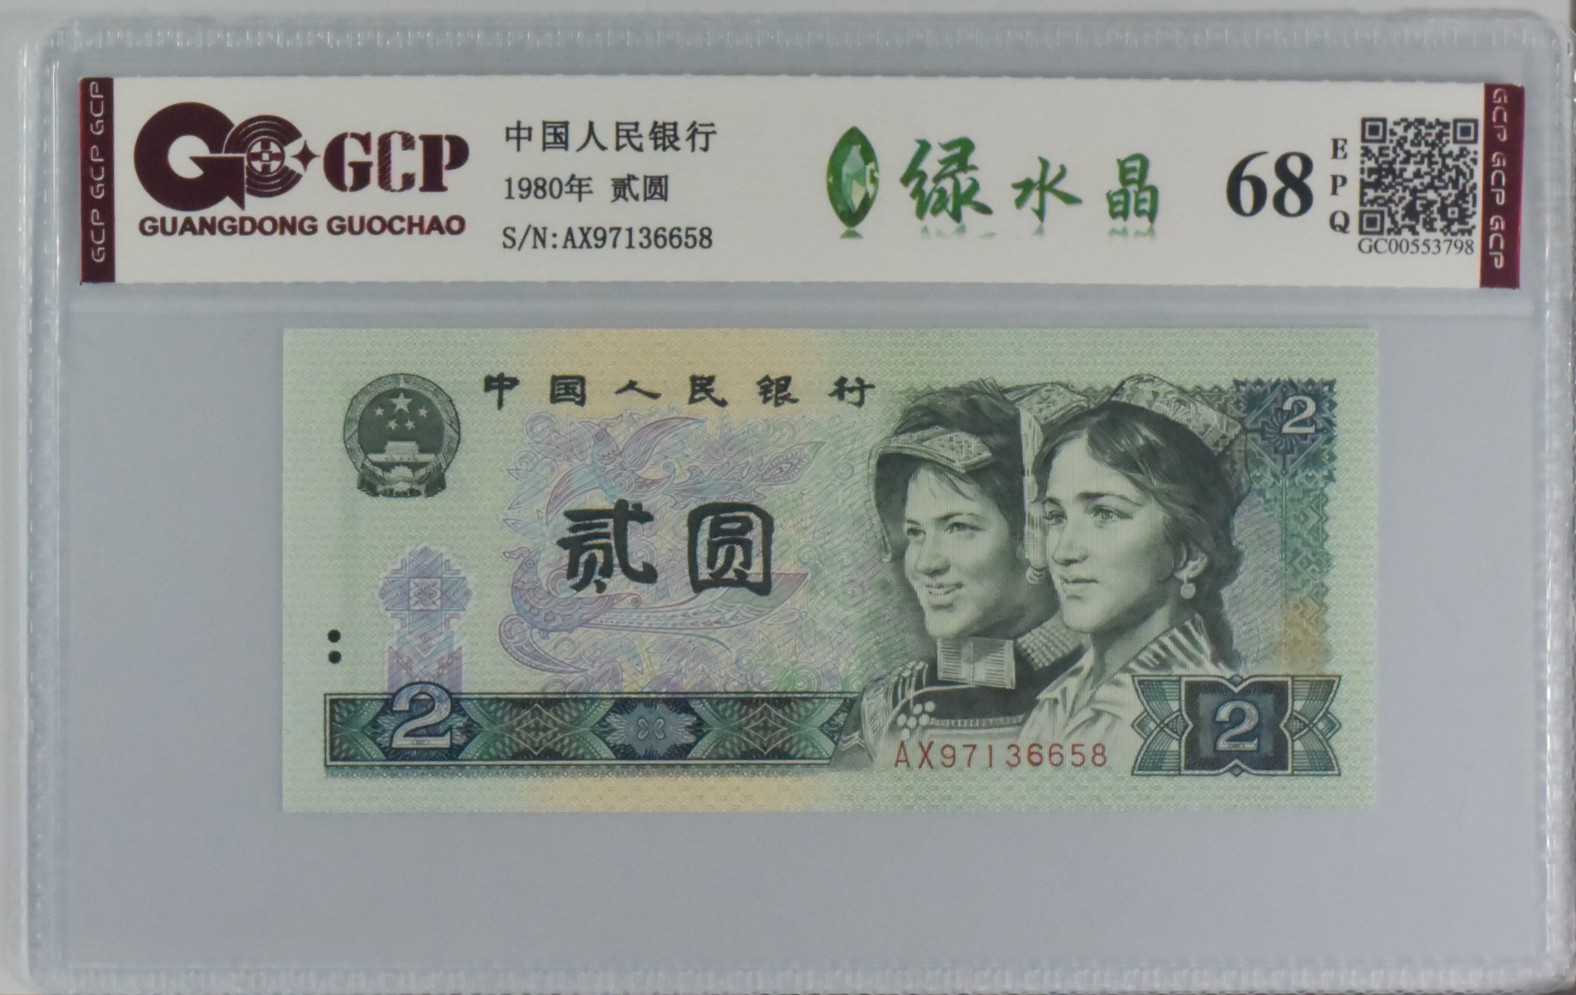 GCP GCP GCP
GCP
GUANGDONG GUOCHAO
中国人民银行
1980年 贰圆
S/N:AX97136658
绿水晶
68
EPQ
GC00553798
GCP GCP GCP
中国人民银行
2
贰圆
2
AX97136658
2